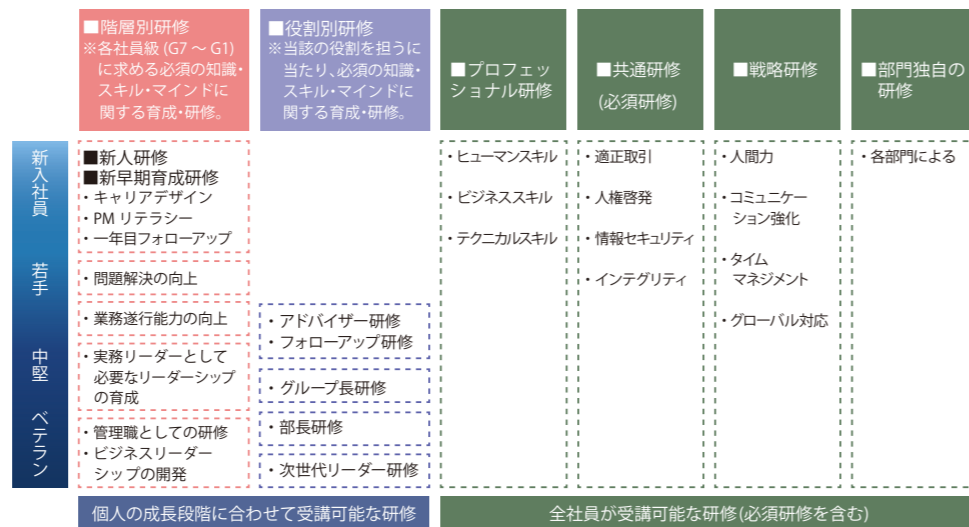 ■階層別研修
※各社員級 (G7 ～ G1)
に求める必須の知識・
スキル・マインドに
関する育成・研修。
■役割別研修
※当該の役割を担うに
当たり、必須の知識・
スキル・マインドに
関する育成・研修。
■プロフェッ
ショナル研修
■共通研修
(必須研修)
■戦略研修
■部門独自の
研修
新入社員
若手
中堅
ベテラン
■新人研修
■新早期育成研修
・キャリアデザイン
・PM リテラシー
・一年目フォローアップ
・問題解決の向上
・業務遂行能力の向上
・実務リーダーとして
必要なリーダーシップ
の育成
・管理職としての研修
・ビジネスリーダー
シップの開発
・アドバイザー研修
・フォローアップ研修
・グループ長研修
・部長研修
・次世代リーダー研修
・ヒューマンスキル
・ビジネススキル
・テクニカルスキル
・適正取引
・人権啓発
・情報セキュリティ
・インテグリティ
・人間力
・コミュニケー
ション強化
・タイム
マネジメント
・グローバル対応
・各部門による
個人の成長段階に合わせて受講可能な研修
全社員が受講可能な研修(必須研修を含む)